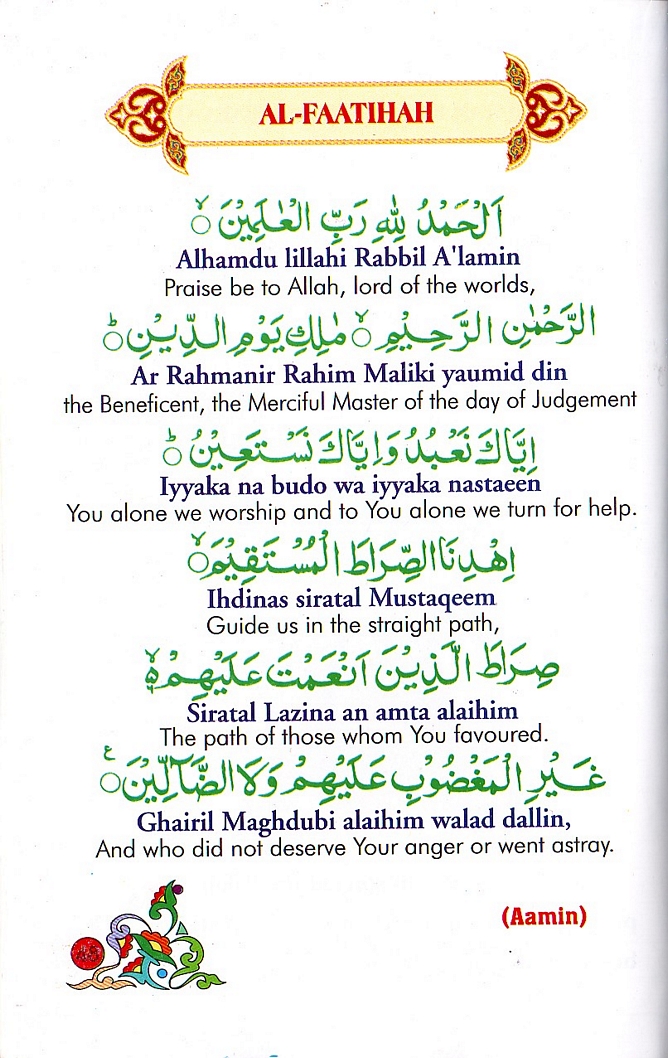 AL-FAATIHAH
اَلْحَمْدُ لِلّٰهِ رَبِّ الْعٰلَمِيْنَ ۙ
Alhamdu lillahi Rabbil A'lamin
Praise be to Allah, lord of the worlds,
الرَّحْمٰنِ الرَّحِيْمِ ۙ مٰلِكِ يَوْمِ الدِّيْنِ ؕ
Ar Rahmanir Rahim Maliki yaumid din
the Beneficent, the Merciful Master of the day of Judgement
اِيَّاكَ نَعْبُدُ وَاِيَّاكَ نَسْتَعِيْنُ ؕ
Iyyaka na budo wa iyyaka nastaeen
You alone we worship and to You alone we turn for help.
اِهْدِنَا الصِّرَاطَ الْمُسْتَقِيْمَ ۙ
Ihdinas siratal Mustaqeem
Guide us in the straight path,
صِرَاطَ الَّذِيْنَ اَنْعَمْتَ عَلَيْهِمْ ۙ
Siratal Lazina an amta alaihim
The path of those whom You favoured.
غَيْرِ الْمَغْضُوْبِ عَلَيْهِمْ وَلَا الضَّآلِّيْنَ ع
Ghairil Maghdubi alaihim walad dallin,
And who did not deserve Your anger or went astray.
(Aamin)